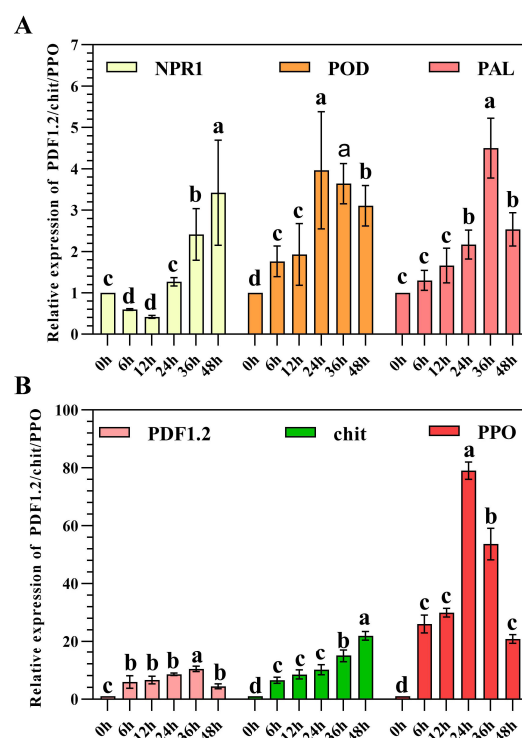 A
Relative expression of PDF1.2/chit/PPO
7
6
5
4
3
2
1
0
NPR1 POD PAL
c d d c b a
d c c a a b
c c c b a b
0h 6h 12h 24h 36h 48h 0h 6h 12h 24h 36h 48h 0h 6h 12h 24h 36h 48h
B
Relative expression of PDF1.2/chit/PPO
100
80
60
40
20
0
PDF1.2 chit PPO
c b b b a b
d c c c b a
d c c a b c
0h 6h 12h 24h 36h 48h 0h 6h 12h 24h 36h 48h 0h 6h 12h 24h 36h 48h